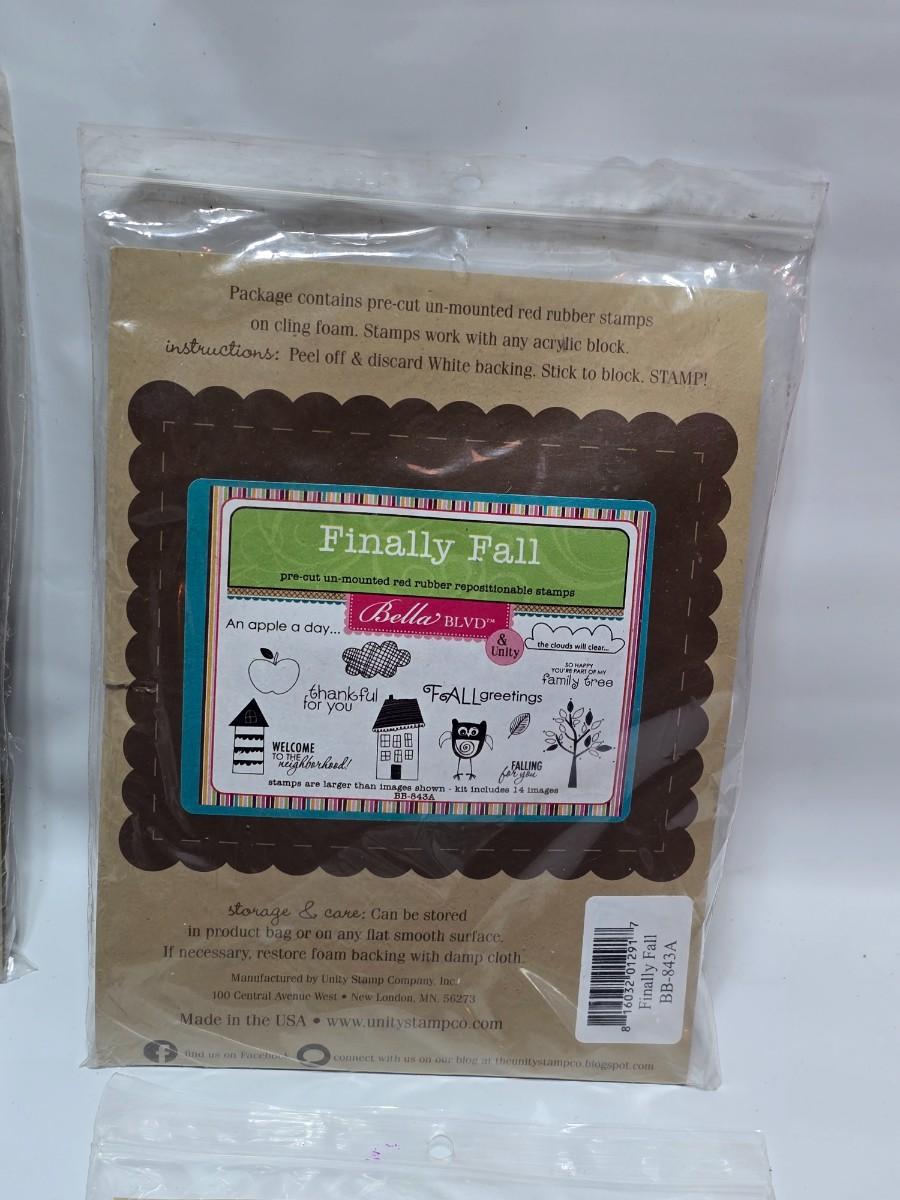 Package contains pre-cut un-mounted red rubber stamps
on cling foam. Stamps work with any acrylic block.
instructions: Peel off & discard White backing. Stick to block. STAMP!
Finally Fall
pre-cut un-mounted red rubber repositionable stamps
Bella BLVD™
& Unity
An apple a day...
the clouds will clear...
SO HAPPY
YOU'RE PART OF MY
family tree
thankful
for you
FALL greetings
WELCOME
TO THE
neighborhood!
FALLING
for you
stamps are larger than images shown - kit includes 14 images
BB-843A
storage & care: Can be stored
in product bag or on any flat smooth surface.
If necessary, restore foam backing with damp cloth.
Manufactured by Unity Stamp Company, Inc.
100 Central Avenue West • New London, MN. 56273
Made in the USA • www.unitystampco.com
find us on Facebook
connect with us on our blog at theunitystampco.blogspot.com
8 16032 01291 7
Finally Fall
BB-843A